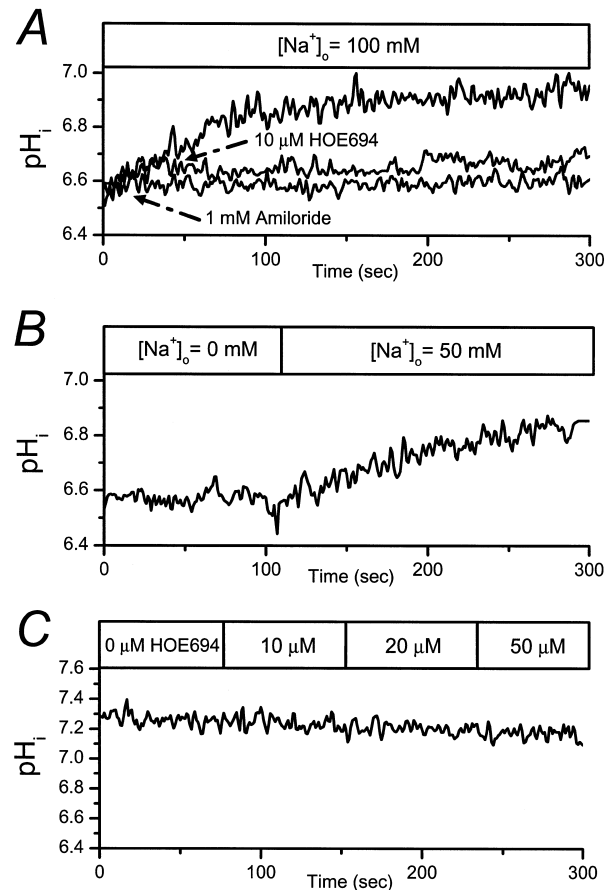 A
[Na⁺]ₒ= 100 mM
7.0
6.8
6.6
6.4
pHᵢ
10 µM HOE694
1 mM Amiloride
0
100
200
300
Time (sec)
B
[Na⁺]ₒ= 0 mM
[Na⁺]ₒ= 50 mM
7.0
6.8
6.6
6.4
pHᵢ
0
100
200
300
Time (sec)
C
0 µM HOE694
10 µM
20 µM
50 µM
7.6
7.4
7.2
7.0
6.8
6.6
6.4
pHᵢ
0
100
200
300
Time (sec)